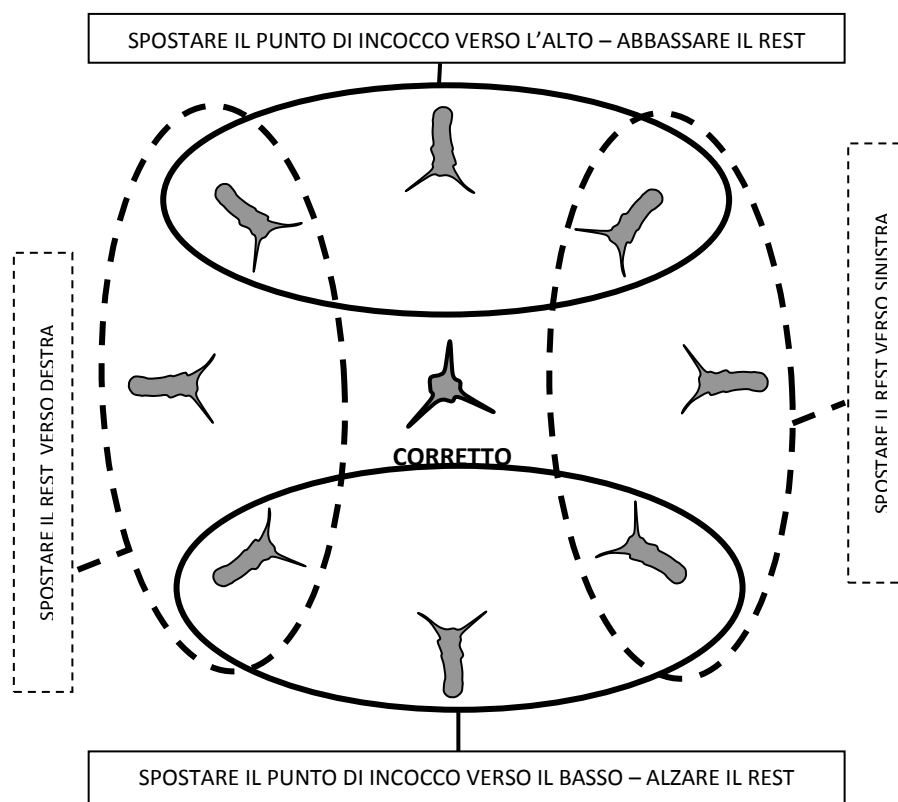 SPOSTARE IL PUNTO DI INCOCCO VERSO L'ALTO – ABBASSARE IL REST
SPOSTARE IL REST VERSO DESTRA
SPOSTARE IL REST VERSO SINISTRA
CORRETTO
SPOSTARE IL PUNTO DI INCOCCO VERSO IL BASSO – ALZARE IL REST